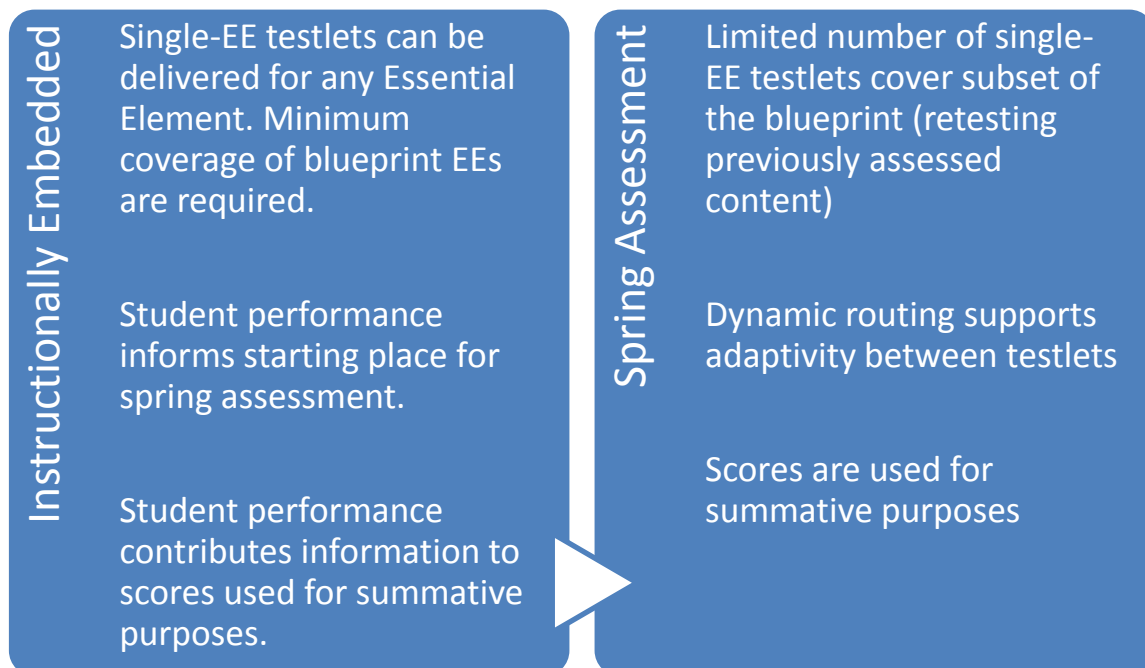 Instructionally Embedded
Single-EE testlets can be
delivered for any Essential
Element. Minimum
coverage of blueprint EEs
are required.
Student performance
informs starting place for
spring assessment.
Student performance
contributes information to
scores used for summative
purposes.
Spring Assessment
Limited number of single-
EE testlets cover subset of
the blueprint (retesting
previously assessed
content)
Dynamic routing supports
adaptivity between testlets
Scores are used for
summative purposes